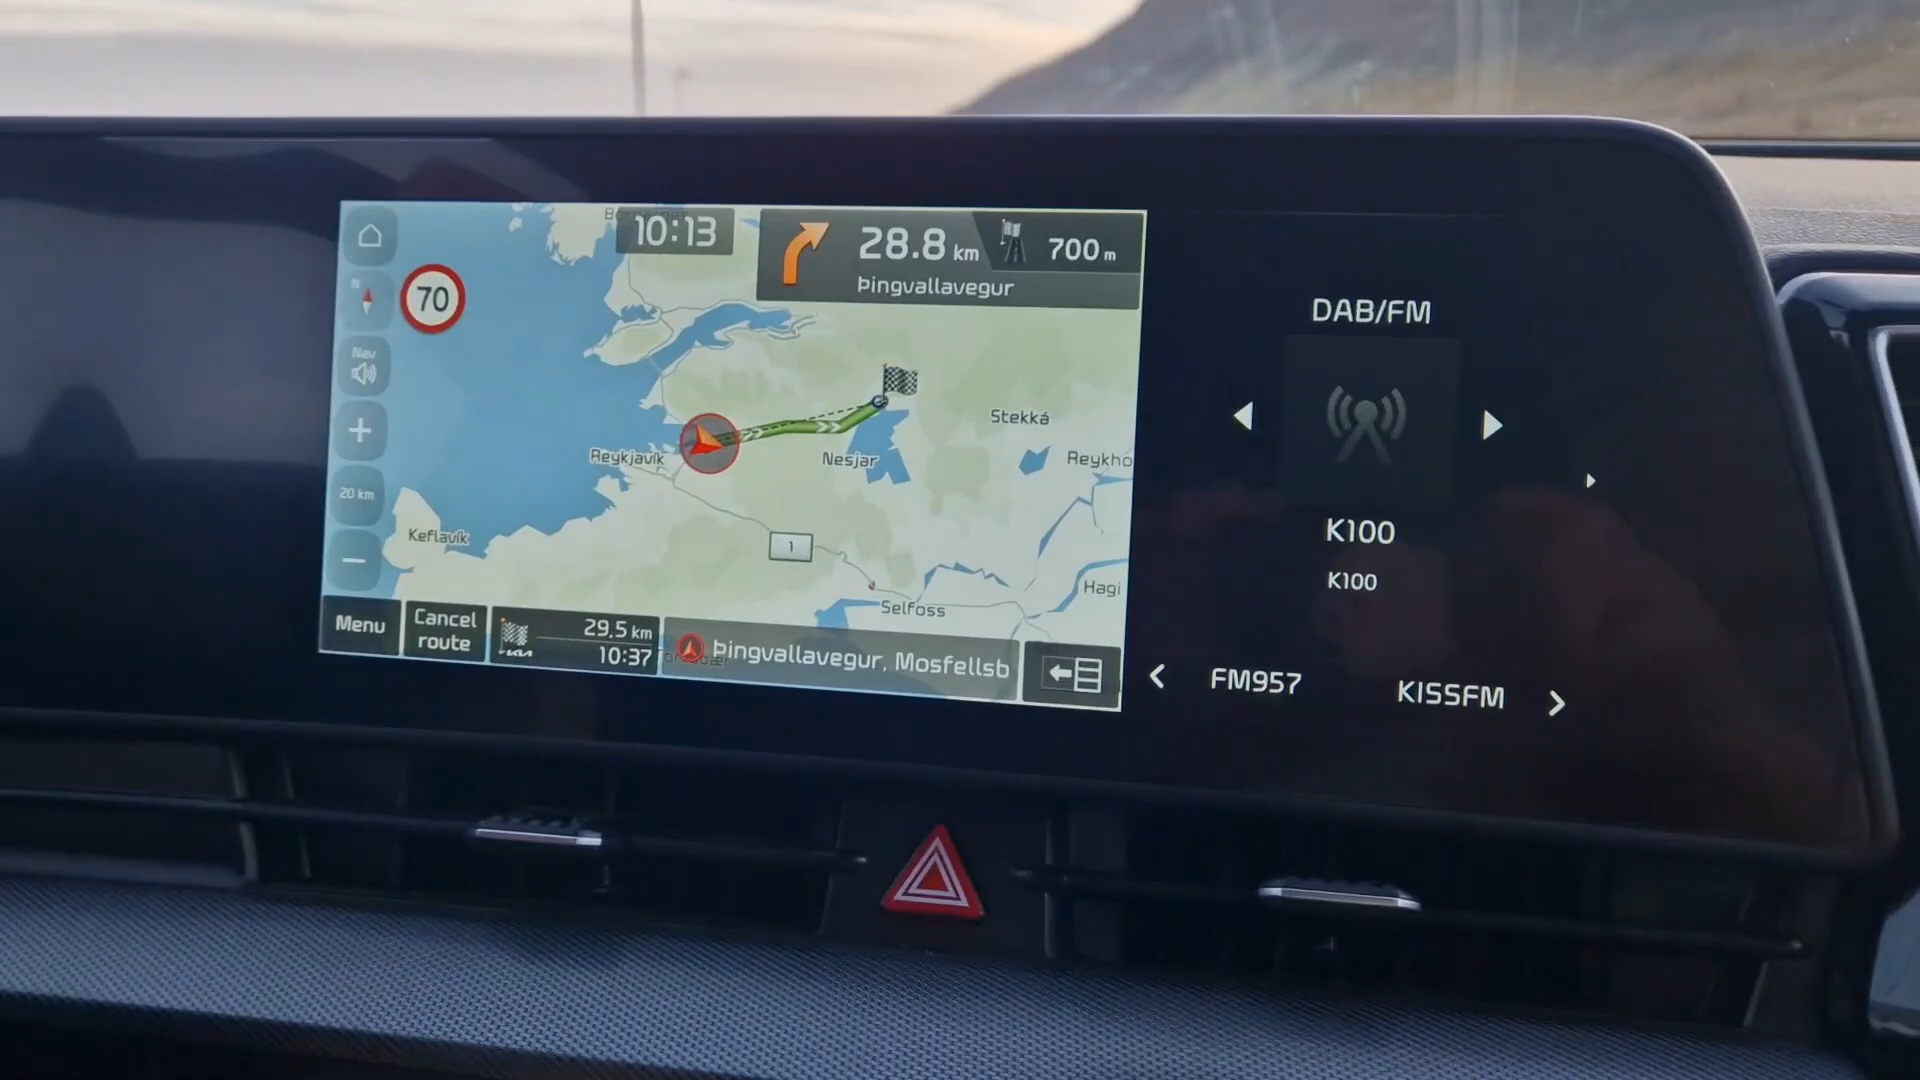 10:13
28.8 km
700 m
Þingvallavegur
70
N
Nav
20 km
Reykjavík
Keflavík
Nesjar
Stekká
Reykho
1
Selfoss
Hagi
Menu
Cancel
route
29.5 km
10:37
Þingvallavegur, Mosfellsb
DAB/FM
K100
K100
FM957
KISSFM